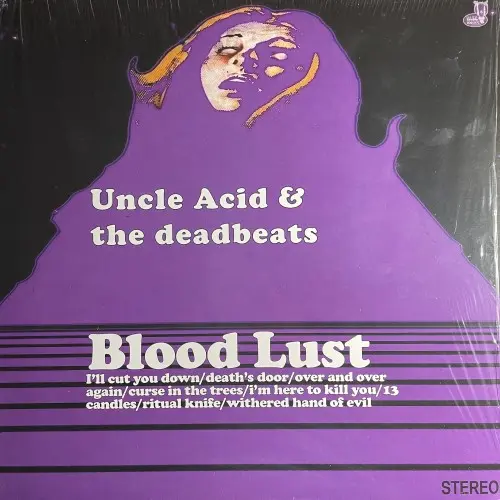 Uncle Acid &
the deadbeats
Blood Lust
I'll cut you down/death's door/over and over
again/curse in the trees/i'm here to kill you/13
candles/ritual knife/withered hand of evil
STEREO